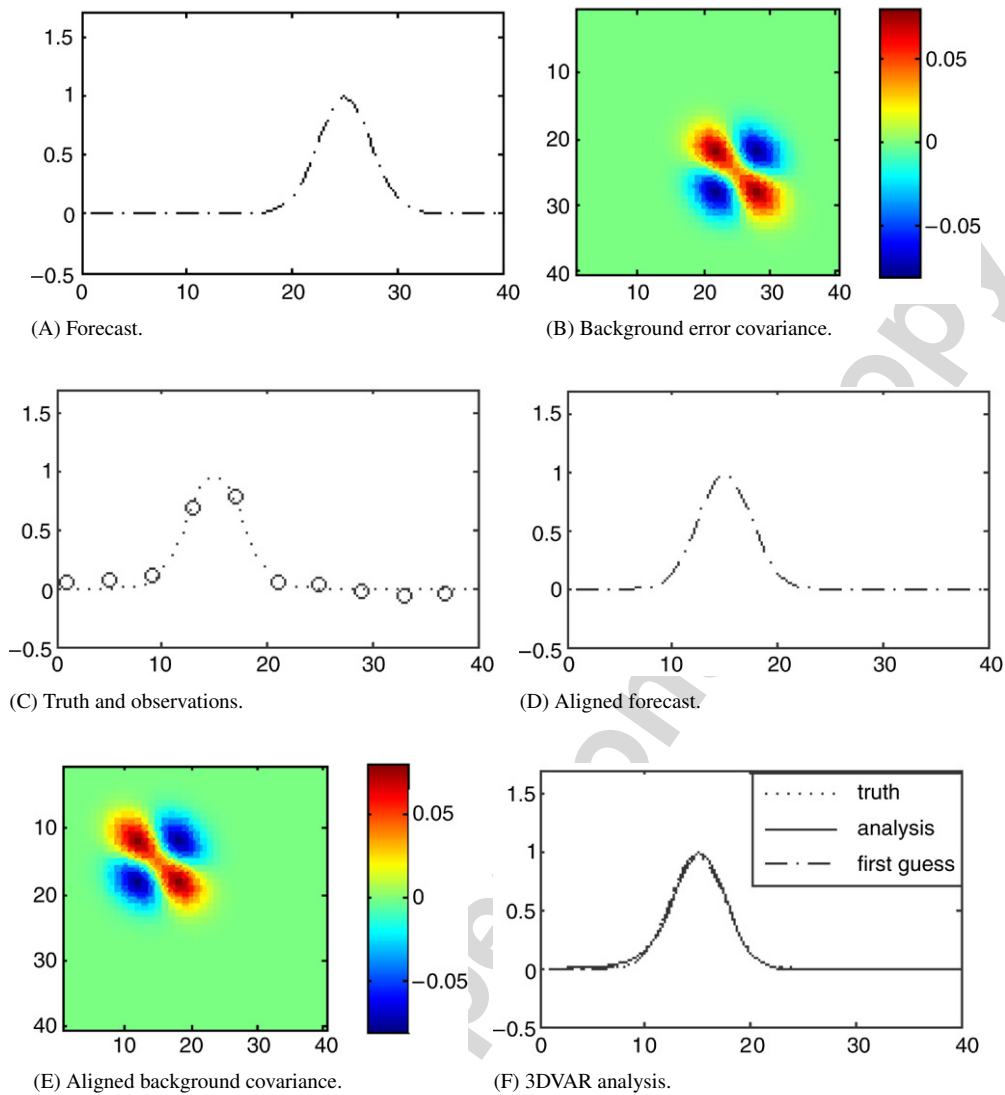 1.5
1
0.5
0
−0.5
0 10 20 30 40
(A) Forecast.
10
20
30
40
10 20 30 40
0.05
0
−0.05
(B) Background error covariance.
1.5
1
0.5
0
−0.5
0 10 20 30 40
(C) Truth and observations.
1.5
1
0.5
0
−0.5
0 10 20 30 40
(D) Aligned forecast.
10
20
30
40
10 20 30 40
0.05
0
−0.05
(E) Aligned background covariance.
1.5
1
0.5
0
−0.5
0 10 20 30 40
truth
analysis
first guess
(F) 3DVAR analysis.